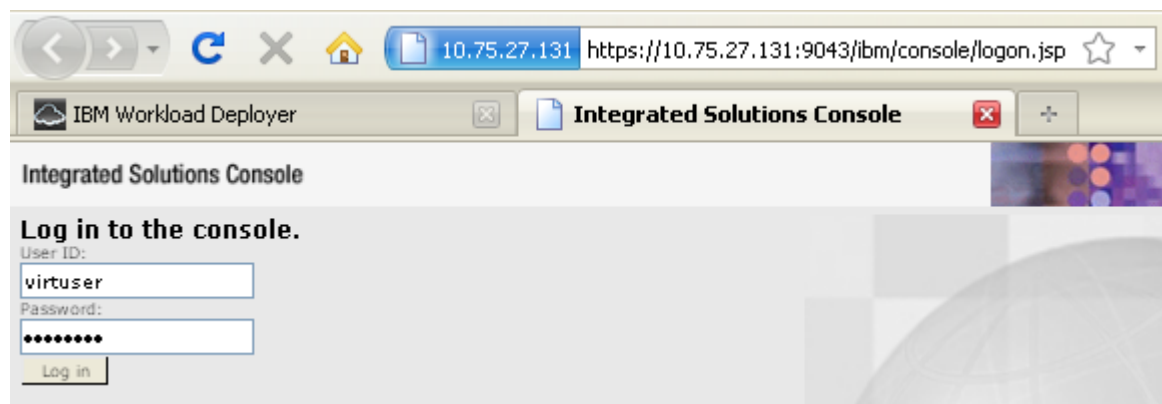 10.75.27.131 https://10.75.27.131:9043/ibm/console/logon.jsp
IBM Workload Deployer Integrated Solutions Console
Integrated Solutions Console
Log in to the console.
User ID:
virtuser
Password:
••••••••
Log in